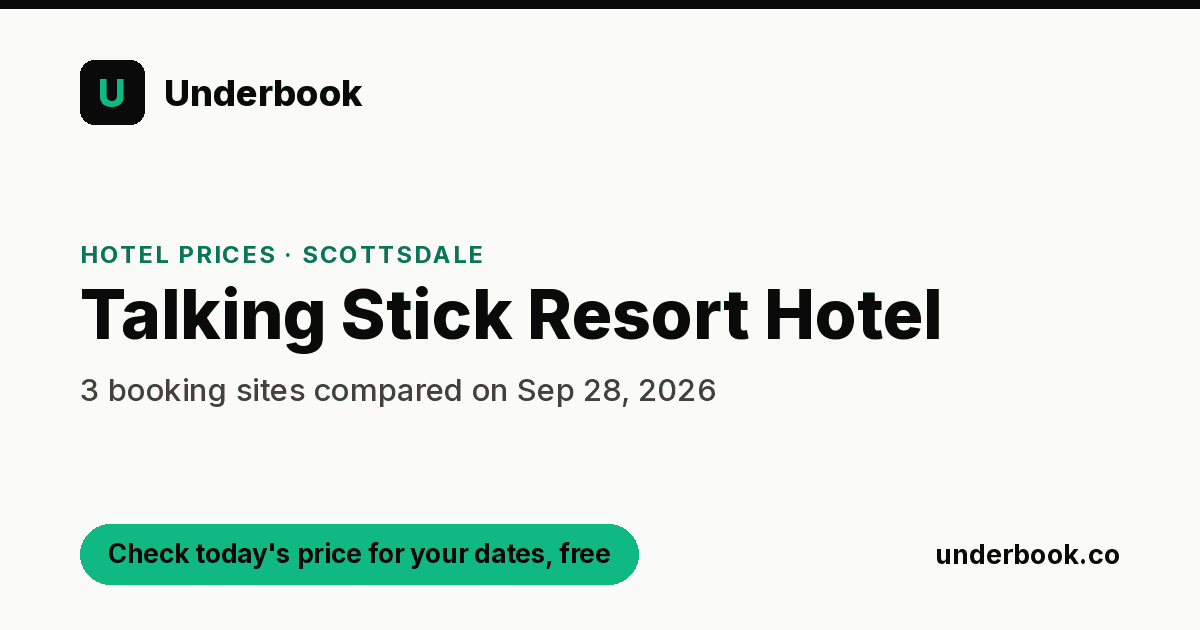 U Underbook
HOTEL PRICES · SCOTTSDALE
Talking Stick Resort Hotel
3 booking sites compared on Sep 28, 2026
Check today's price for your dates, free
underbook.co